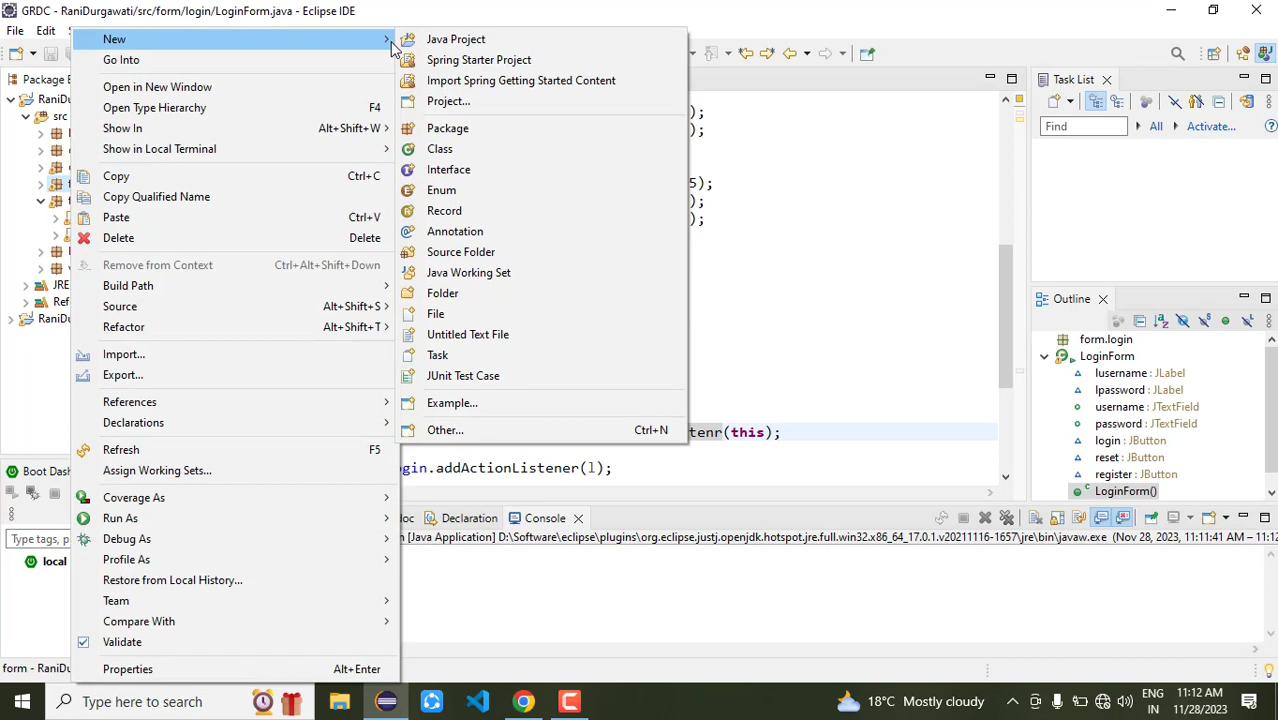 GRDC - RaniDurgawati/src/form/login/LoginForm.java - Eclipse IDE
File Edit
New
Go Into
Open in New Window
Open Type Hierarchy F4
Show In Alt+Shift+W
Show in Local Terminal
Copy Ctrl+C
Copy Qualified Name
Paste Ctrl+V
Delete Delete
Remove from Context Ctrl+Alt+Shift+Down
Build Path
Source Alt+Shift+S
Refactor Alt+Shift+T
Import...
Export...
References
Declarations
Refresh F5
Assign Working Sets...
Coverage As
Run As
Debug As
Profile As
Restore from Local History...
Team
Compare With
Validate
Properties Alt+Enter
Java Project
Spring Starter Project
Import Spring Getting Started Content
Project...
Package
Class
Interface
Enum
Record
Annotation
Source Folder
Java Working Set
Folder
File
Untitled Text File
Task
JUnit Test Case
Example...
Other... Ctrl+N
Package E
RaniDu
src
JRE
Refe
RaniDu
);
);
5);
);
);
tenr(this);
gin.addActionListener(l);
Task List
Find All Activate...
Outline
form.login
LoginForm
lusername : JLabel
lpassword : JLabel
username : JTextField
password : JTextField
login : JButton
reset : JButton
register : JButton
LoginForm()
Boot Das
Type tags, p
local
oc Declaration Console
[Java Application] D:\Software\eclipse\plugins\org.eclipse.justj.openjdk.hotspot.jre.full.win32.x86_64_17.0.1.v20211116-1657\jre\bin\javaw.exe (Nov 28, 2023, 11:11:41 AM – 11:12
form - RaniDu
Type here to search
18°C Mostly cloudy
ENG
IN
11:12 AM
11/28/2023